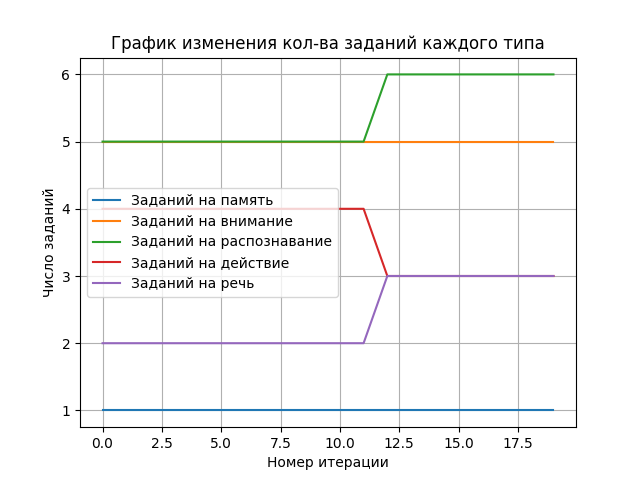 График изменения кол-ва заданий каждого типа
6
5
4
3
2
1
Число заданий
Заданий на память
Заданий на внимание
Заданий на распознавание
Заданий на действие
Заданий на речь
0.0 2.5 5.0 7.5 10.0 12.5 15.0 17.5
Номер итерации